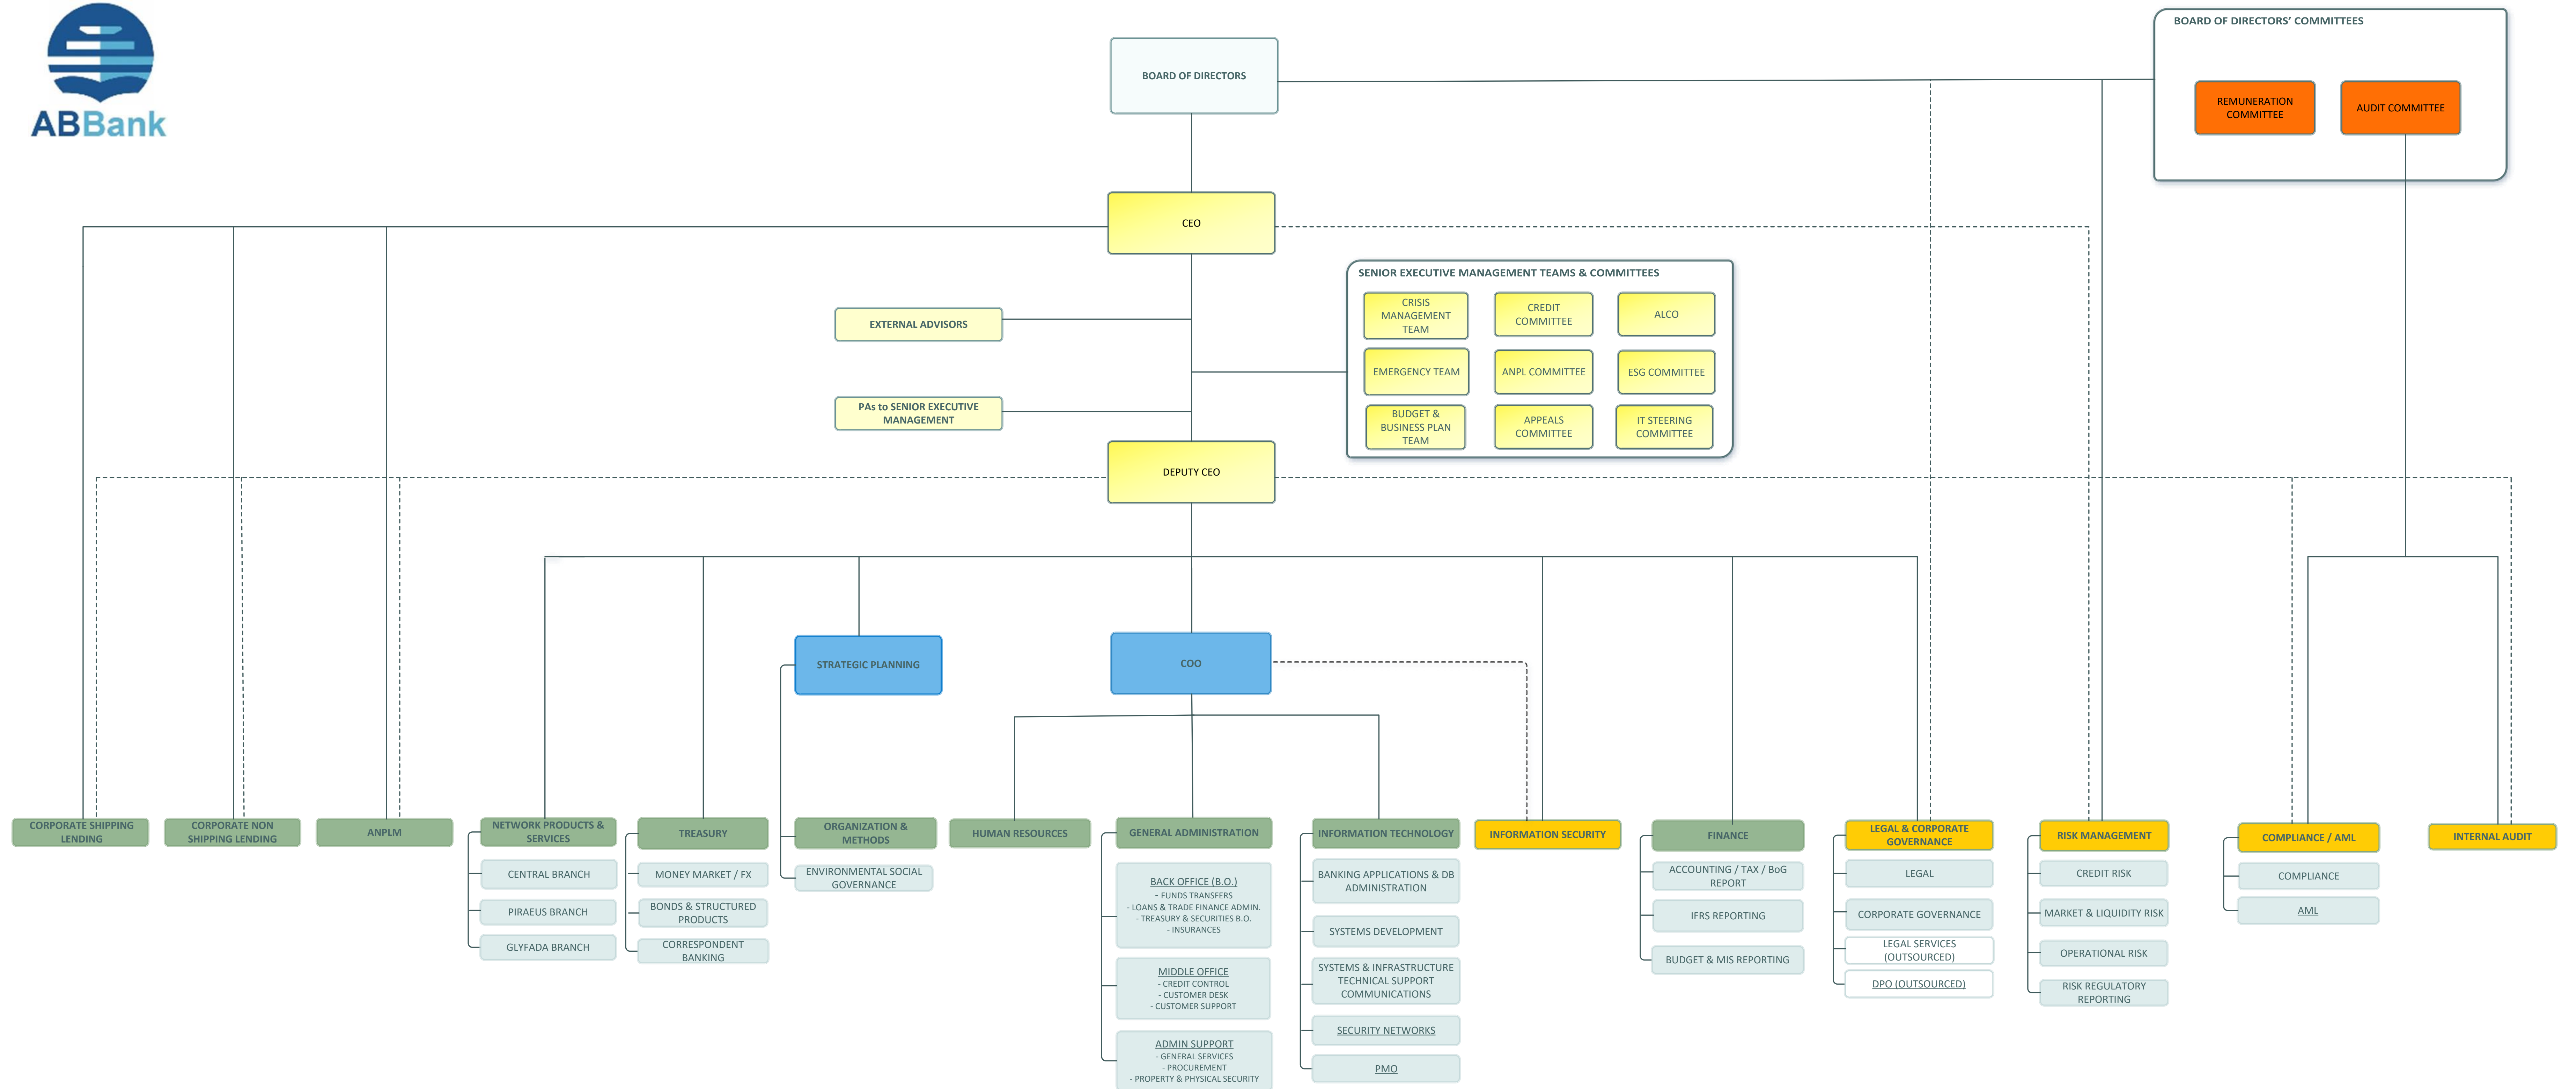 ABBank
BOARD OF DIRECTORS
BOARD OF DIRECTORS' COMMITTEES
REMUNERATION
COMMITTEE
AUDIT COMMITTEE
CEO
EXTERNAL ADVISORS
PAs to SENIOR EXECUTIVE
MANAGEMENT
SENIOR EXECUTIVE MANAGEMENT TEAMS & COMMITTEES
CRISIS
MANAGEMENT
TEAM
CREDIT
COMMITTEE
ALCO
EMERGENCY TEAM
ANPL COMMITTEE
ESG COMMITTEE
BUDGET &
BUSINESS PLAN
TEAM
APPEALS
COMMITTEE
IT STEERING
COMMITTEE
DEPUTY CEO
STRATEGIC PLANNING
COO
CORPORATE SHIPPING
LENDING
CORPORATE NON
SHIPPING LENDING
ANPLM
NETWORK PRODUCTS &
SERVICES
CENTRAL BRANCH
PIRAEUS BRANCH
GLYFADA BRANCH
TREASURY
MONEY MARKET / FX
BONDS & STRUCTURED
PRODUCTS
CORRESPONDENT
BANKING
ORGANIZATION &
METHODS
ENVIRONMENTAL SOCIAL
GOVERNANCE
HUMAN RESOURCES
GENERAL ADMINISTRATION
BACK OFFICE (B.O.)
- FUNDS TRANSFERS
- LOANS & TRADE FINANCE ADMIN.
- TREASURY & SECURITIES B.O.
- INSURANCES
MIDDLE OFFICE
- CREDIT CONTROL
- CUSTOMER DESK
- CUSTOMER SUPPORT
ADMIN SUPPORT
- GENERAL SERVICES
- PROCUREMENT
- PROPERTY & PHYSICAL SECURITY
INFORMATION TECHNOLOGY
BANKING APPLICATIONS & DB
ADMINISTRATION
SYSTEMS DEVELOPMENT
SYSTEMS & INFRASTRUCTURE
TECHNICAL SUPPORT
COMMUNICATIONS
SECURITY NETWORKS
PMO
INFORMATION SECURITY
FINANCE
ACCOUNTING / TAX / BoG
REPORT
IFRS REPORTING
BUDGET & MIS REPORTING
LEGAL & CORPORATE
GOVERNANCE
LEGAL
CORPORATE GOVERNANCE
LEGAL SERVICES
(OUTSOURCED)
DPO (OUTSOURCED)
RISK MANAGEMENT
CREDIT RISK
MARKET & LIQUIDITY RISK
OPERATIONAL RISK
RISK REGULATORY
REPORTING
COMPLIANCE / AML
COMPLIANCE
AML
INTERNAL AUDIT